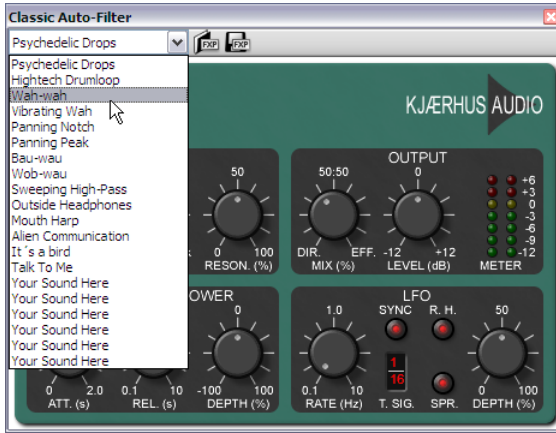 Classic Auto-Filter
Psychedelic Drops
FXP FXP
Psychedelic Drops
Hightech Drumloop
Wah-wah
Vibrating Wah
Panning Notch
Panning Peak
Bau-wau
Wob-wau
Sweeping High-Pass
Outside Headphones
Mouth Harp
Alien Communication
It´s a bird
Talk To Me
Your Sound Here
Your Sound Here
Your Sound Here
Your Sound Here
Your Sound Here
Your Sound Here
KJÆRHUS AUDIO
50
0 100
RESON. (%)
OUTPUT
50:50 0
DIR. EFF. -12 +12
MIX (%) LEVEL (dB) METER
+6
+3
0
-3
-6
-9
-12
OWER
0
0 2.0 0.1 10 -100 100
ATT. (s) REL. (s) DEPTH (%)
LFO
1.0 SYNC R. H. 50
1
16
0.1 10 0 100
RATE (Hz) T. SIG. SPR. DEPTH (%)